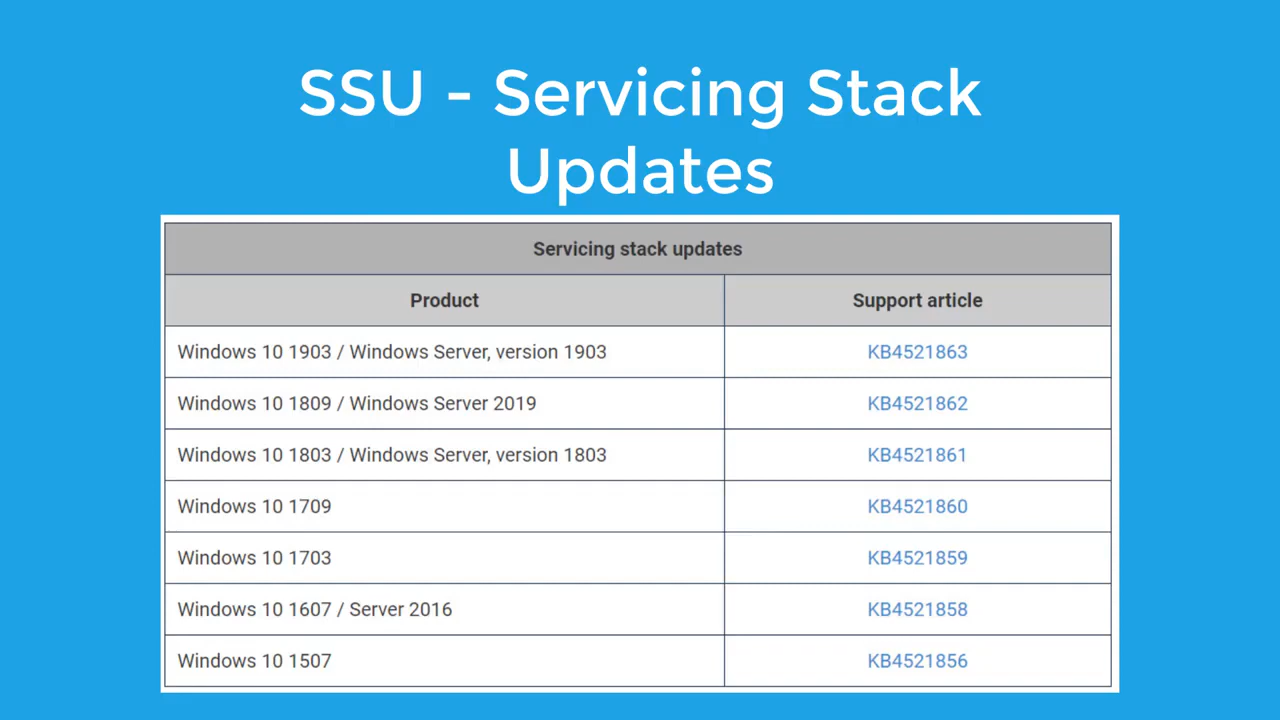 SSU - Servicing Stack
Updates
Servicing stack updates
Product Support article
Windows 10 1903 / Windows Server, version 1903 KB4521863
Windows 10 1809 / Windows Server 2019 KB4521862
Windows 10 1803 / Windows Server, version 1803 KB4521861
Windows 10 1709 KB4521860
Windows 10 1703 KB4521859
Windows 10 1607 / Server 2016 KB4521858
Windows 10 1507 KB4521856